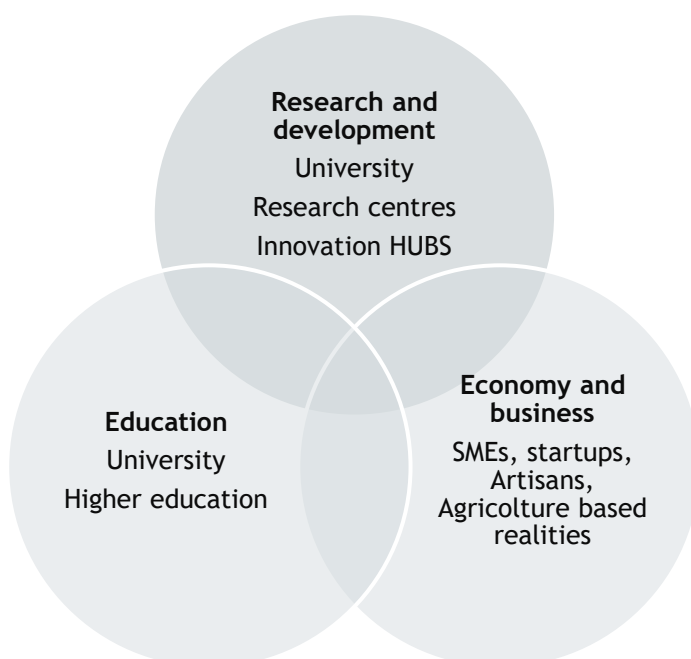 Research and
development
University
Research centres
Innovation HUBS
Education
University
Higher education
Economy and
business
SMEs, startups,
Artisans,
Agricolture based
realities